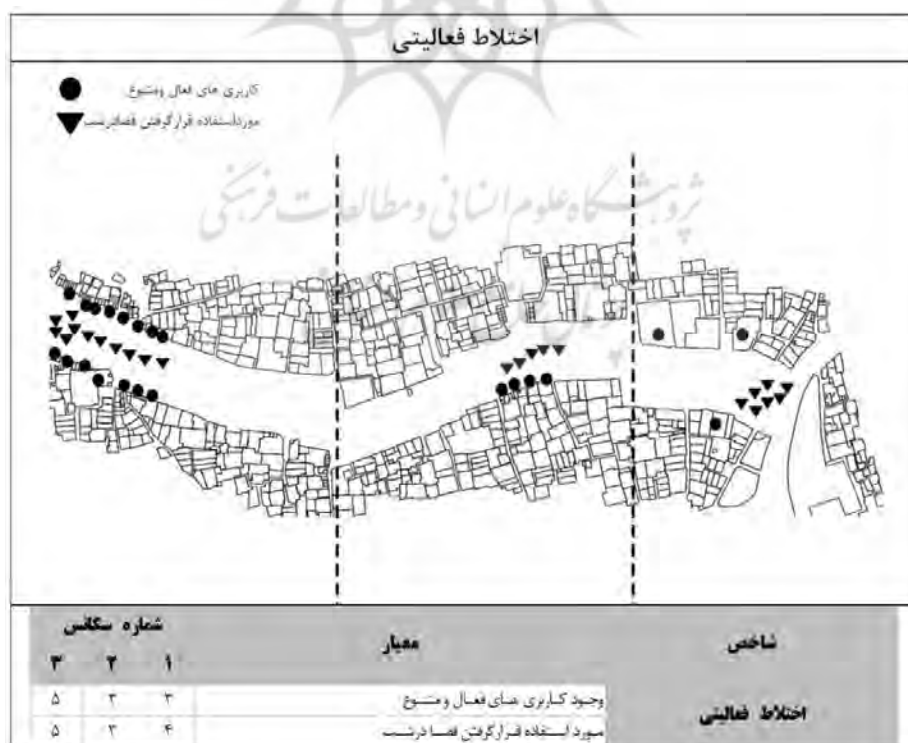 اختلاط فعالیتی
کاربری های فعال ومتنوع
مورداستفاده قرارگرفتن فضادرشب
پژوهشگاه علوم انسانی و مطالعات فرهنگی
شاخص معیار شماره سکانس
۱ ۲ ۳
اختلاط فعالیتی
وجود کاربری های فعال و متنوع ۳ ۳ ۵
مورد استفاده قرارگرفتن فضا درشب ۴ ۳ ۵